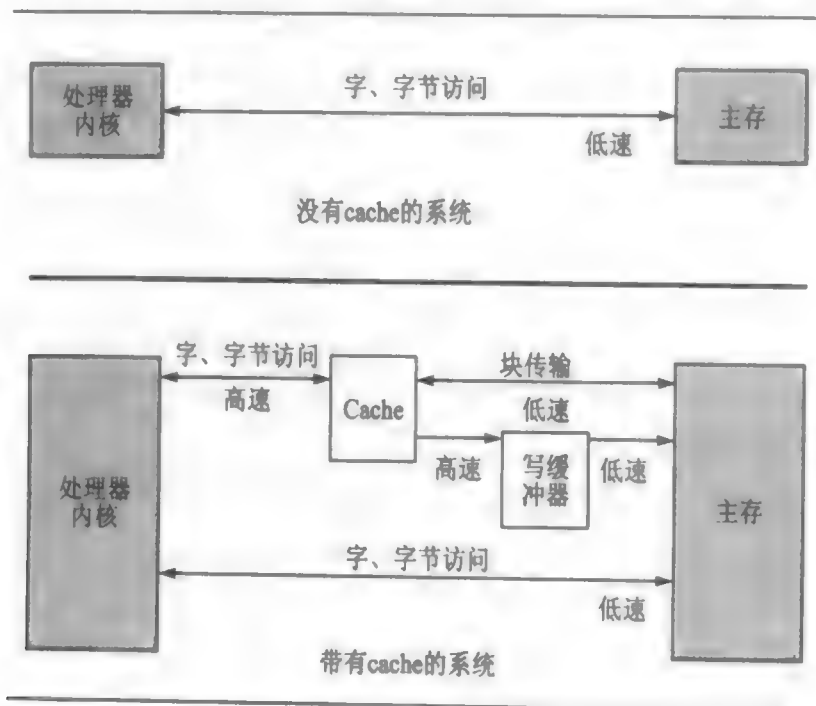 处理器
内核
字、字节访问
低速
主存
没有cache的系统
字、字节访问
高速
Cache
块传输
低速
高速
写缓
冲器
低速
处理器
内核
主存
字、字节访问
低速
带有cache的系统